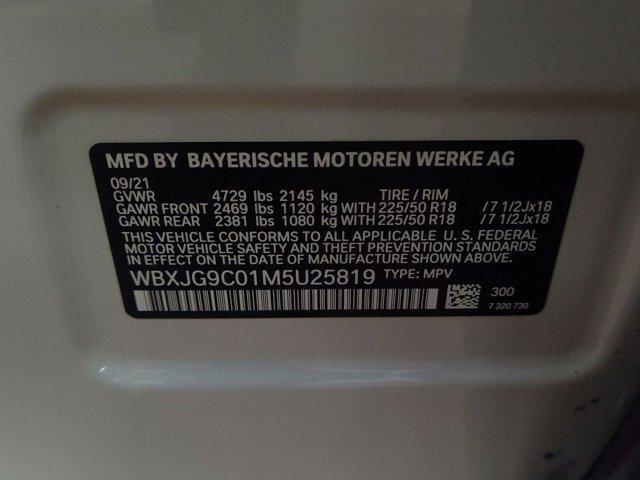 MFD BY BAYERISCHE MOTOREN WERKE AG
09/21
GVWR 4729 lbs 2145 kg TIRE / RIM
GAWR FRONT 2469 lbs 1120 kg WITH 225/50 R18 /7 1/2Jx18
GAWR REAR 2381 lbs 1080 kg WITH 225/50 R18 /7 1/2Jx18
THIS VEHICLE CONFORMS TO ALL APPLICABLE U. S. FEDERAL
MOTOR VEHICLE SAFETY AND THEFT PREVENTION STANDARDS
IN EFFECT ON THE DATE OF MANUFACTURE SHOWN ABOVE.
WBXJG9C01M5U25819 TYPE: MPV
300
7 320 730